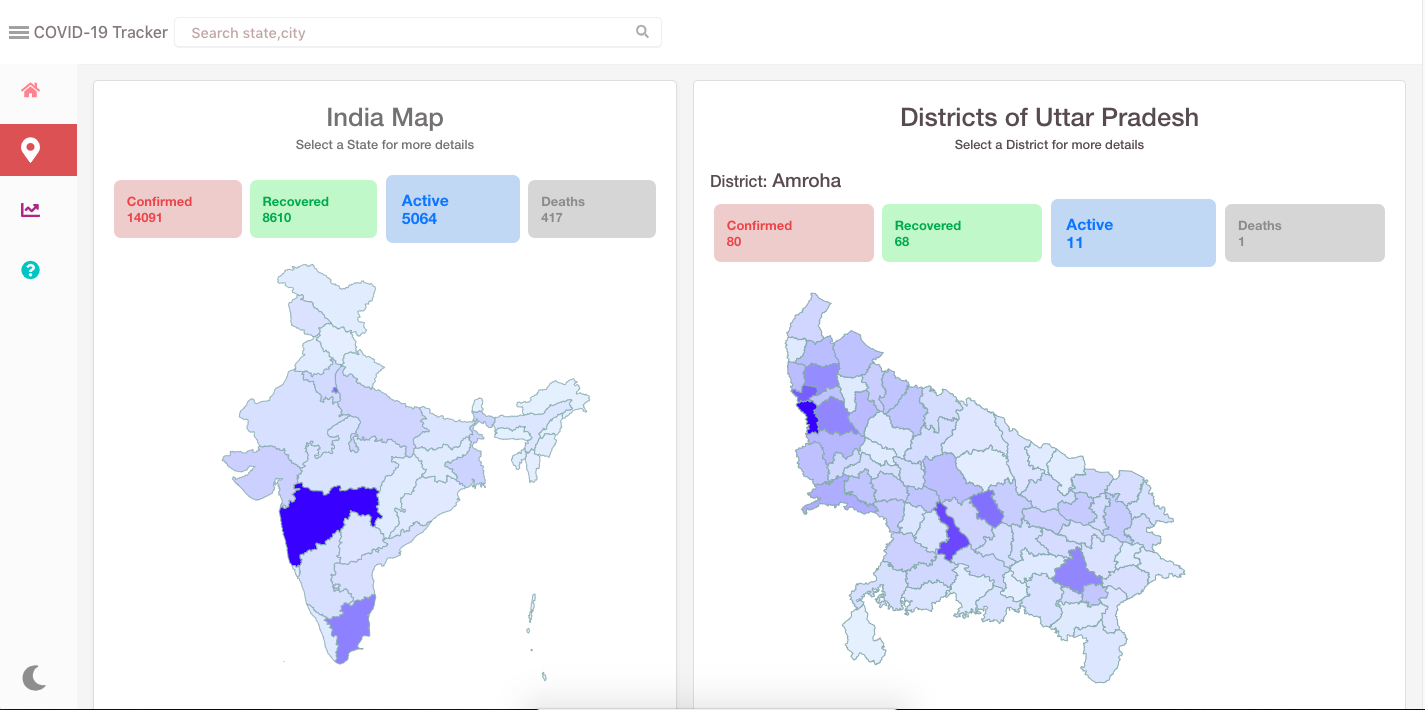 COVID-19 Tracker
Search state,city
India Map
Select a State for more details
Confirmed
14091
Recovered
8610
Active
5064
Deaths
417
Districts of Uttar Pradesh
Select a District for more details
District: Amroha
Confirmed
80
Recovered
68
Active
11
Deaths
1